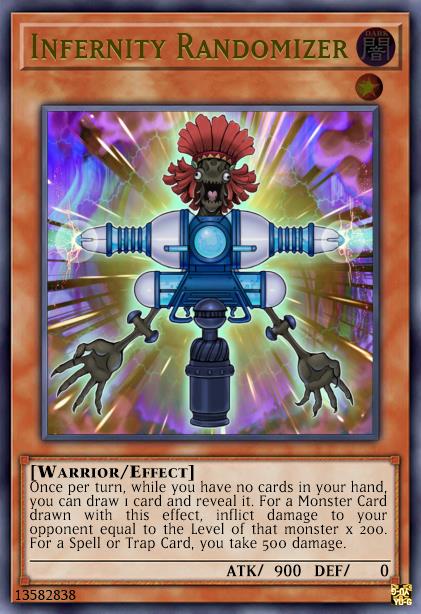 INFERNITY RANDOMIZER
DARK
闇
[WARRIOR/EFFECT]
Once per turn, while you have no cards in your hand,
you can draw 1 card and reveal it. For a Monster Card
drawn with this effect, inflict damage to your
opponent equal to the Level of that monster x 200.
For a Spell or Trap Card, you take 500 damage.
ATK/ 900 DEF/ 0
13582838